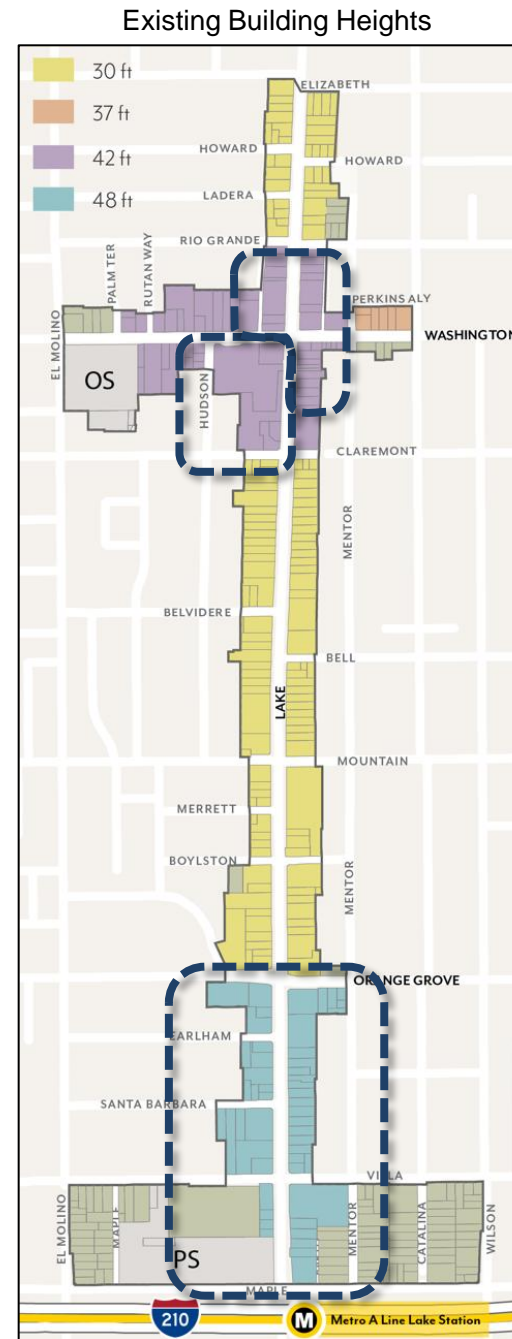 Existing Building Heights
30 ft
37 ft
42 ft
48 ft
ELIZABETH
HOWARD
HOWARD
LADERA
RIO GRANDE
PALM TER
RUTAN WAY
EL MOLINO
PERKINS ALY
WASHINGTON
OS
HUDSON
CLAREMONT
MENTOR
BELVIDERE
BELL
LAKE
MOUNTAIN
MERRETT
BOYLSTON
MENTOR
ORANGE GROVE
EARLHAM
SANTA BARBARA
VILLA
EL MOLINO
MAPLE
PS
MENTOR
CATALINA
WILSON
MAPLE
210
M Metro A Line Lake Station